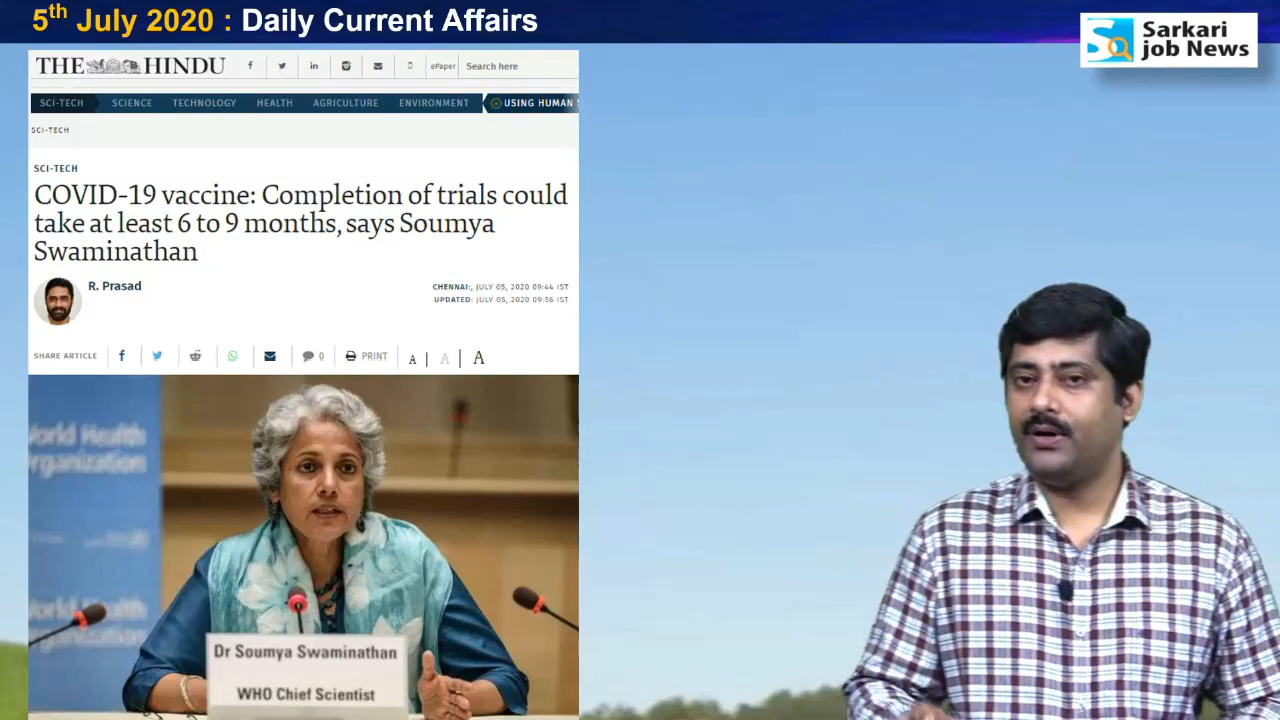 5th July 2020 : Daily Current Affairs
Sarkari
job News
THE HINDU
ePaper
Search here
SCI-TECH SCIENCE TECHNOLOGY HEALTH AGRICULTURE ENVIRONMENT USING HUMAN
SCI-TECH
SCI-TECH
COVID-19 vaccine: Completion of trials could
take at least 6 to 9 months, says Soumya
Swaminathan
R. Prasad
CHENNAI:, JULY 05, 2020 09:44 IST
UPDATED: JULY 05, 2020 09:56 IST
SHARE ARTICLE 0 PRINT A A A
World Health
Organization
World Health
Dr Soumya Swaminathan
WHO Chief Scientist